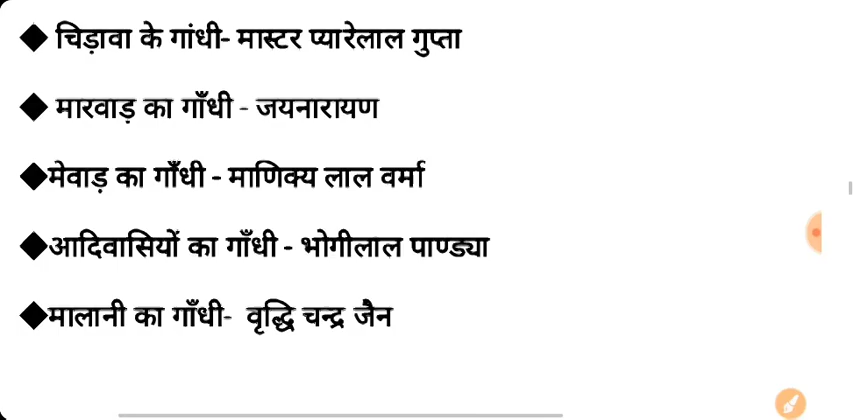 ◆ चिड़ावा के गांधी- मास्टर प्यारेलाल गुप्ता
◆ मारवाड़ का गाँधी - जयनारायण
◆मेवाड़ का गाँधी - माणिक्य लाल वर्मा
◆आदिवासियों का गाँधी - भोगीलाल पाण्ड्या
◆मालानी का गाँधी- वृद्धि चन्द्र जैन